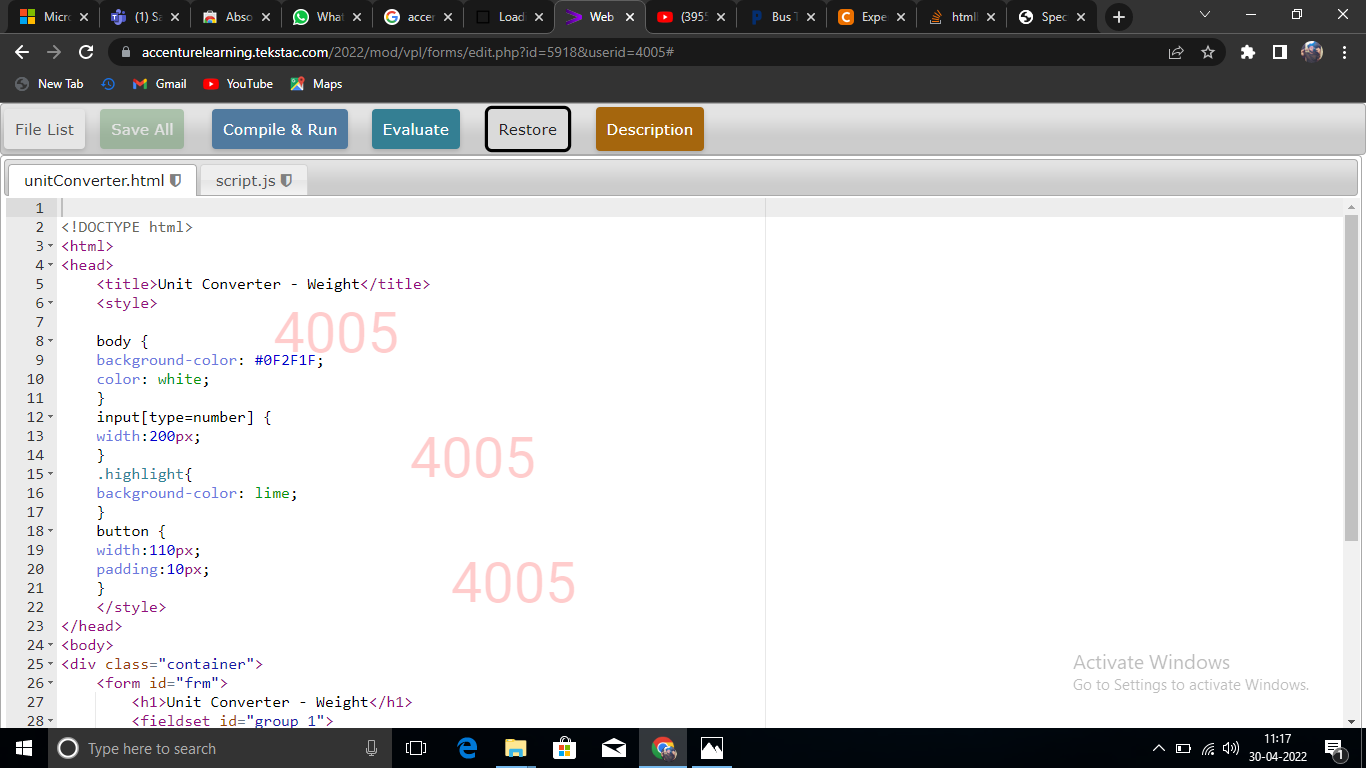 Micro
(1) Sa
Abso
What
accer
Loadi
Web
(3955
Bus T
Expe
htmll
Spec
accenturelearning.tekstac.com/2022/mod/vpl/forms/edit.php?id=5918&userid=4005#
New Tab
Gmail
YouTube
Maps
File List
Save All
Compile & Run
Evaluate
Restore
Description
unitConverter.html
script.js
1
2 <!DOCTYPE html>
3 <html>
4 <head>
5 <title>Unit Converter - Weight</title>
6 <style>
7
8 body {
9 background-color: #0F2F1F;
10 color: white;
11 }
12 input[type=number] {
13 width:200px;
14 }
15 .highlight{
16 background-color: lime;
17 }
18 button {
19 width:110px;
20 padding:10px;
21 }
22 </style>
23 </head>
24 <body>
25 <div class="container">
26 <form id="frm">
27 <h1>Unit Converter - Weight</h1>
28 <fieldset id="group_1">
4005
4005
4005
Activate Windows
Go to Settings to activate Windows.
Type here to search
11:17
30-04-2022
1